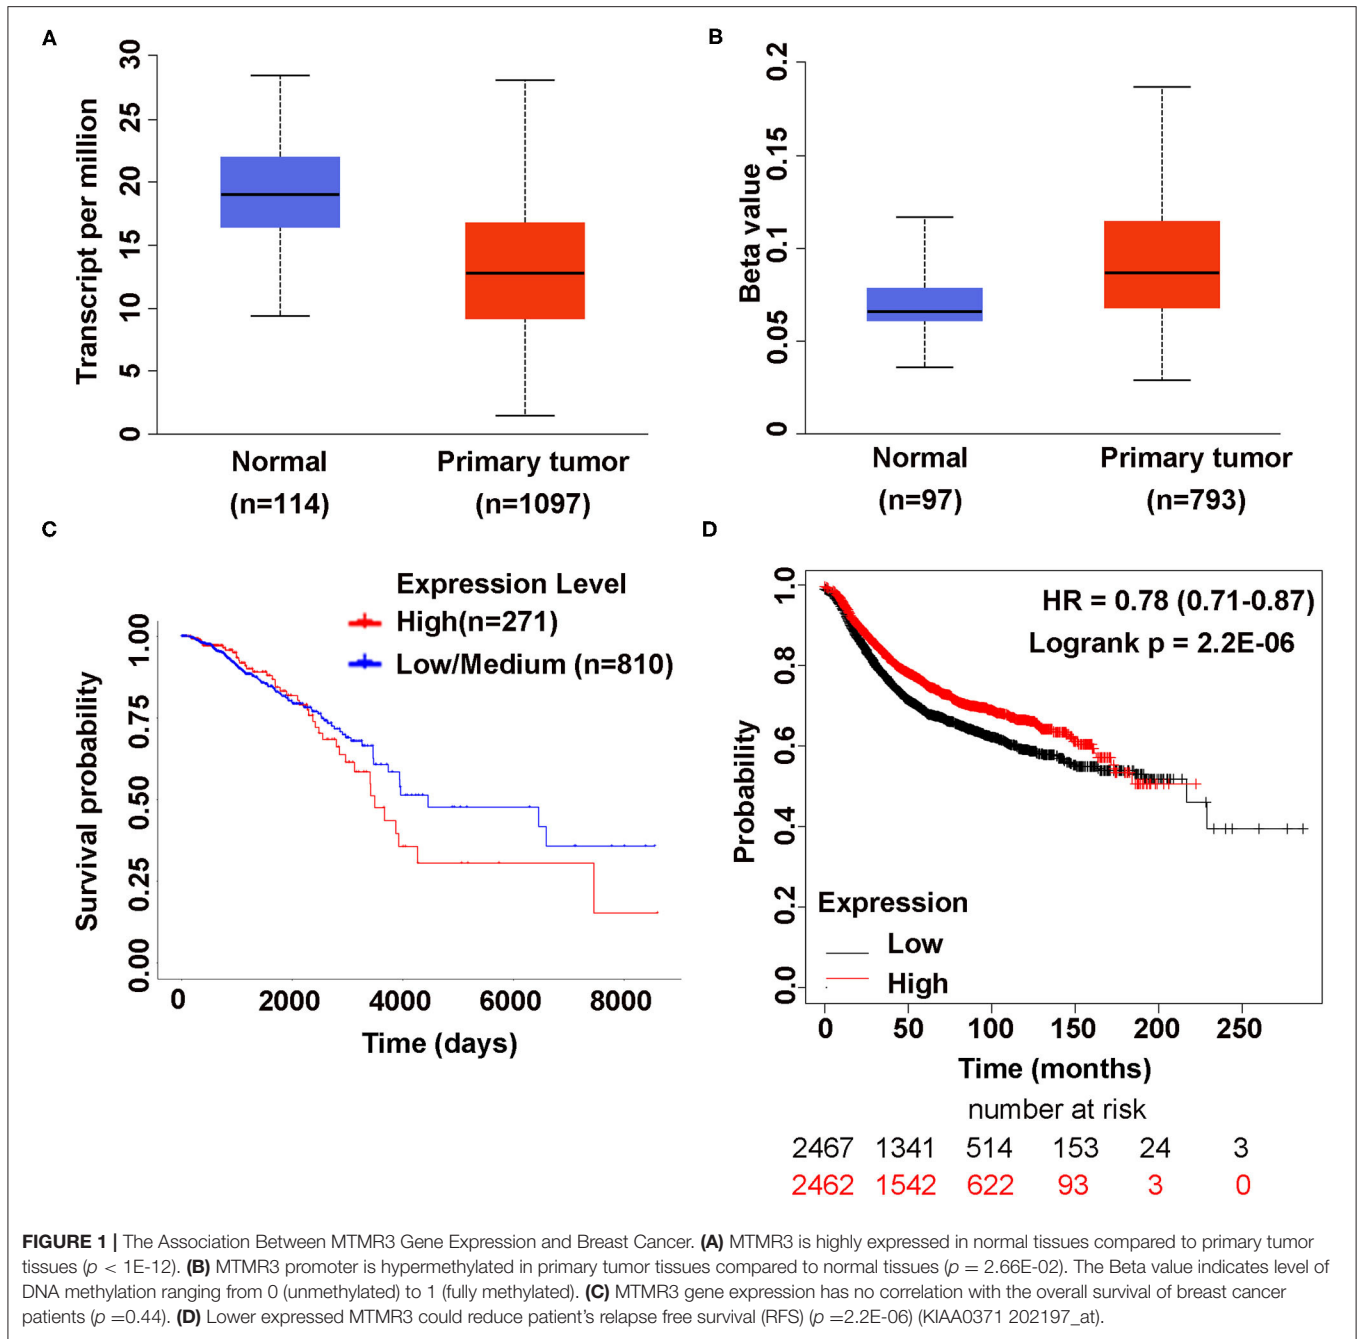 A
Transcript per million
30
25
20
15
10
5
0
Normal
(n=114)
Primary tumor
(n=1097)
B
Beta value
0.2
0.15
0.1
0.05
0
Normal
(n=97)
Primary tumor
(n=793)
C
Expression Level
High(n=271)
Low/Medium (n=810)
Survival probability
1.00
0.75
0.50
0.25
0.00
0 2000 4000 6000 8000
Time (days)
D
HR = 0.78 (0.71-0.87)
Logrank p = 2.2E-06
Probability
1.0
0.8
0.6
0.4
0.2
0.0
Expression
Low
High
0 50 100 150 200 250
Time (months)
number at risk
2467 1341 514 153 24 3
2462 1542 622 93 3 0
FIGURE 1 | The Association Between MTMR3 Gene Expression and Breast Cancer. (A) MTMR3 is highly expressed in normal tissues compared to primary tumor
tissues (p < 1E-12). (B) MTMR3 promoter is hypermethylated in primary tumor tissues compared to normal tissues (p = 2.66E-02). The Beta value indicates level of
DNA methylation ranging from 0 (unmethylated) to 1 (fully methylated). (C) MTMR3 gene expression has no correlation with the overall survival of breast cancer
patients (p =0.44). (D) Lower expressed MTMR3 could reduce patient's relapse free survival (RFS) (p =2.2E-06) (KIAA0371 202197_at).